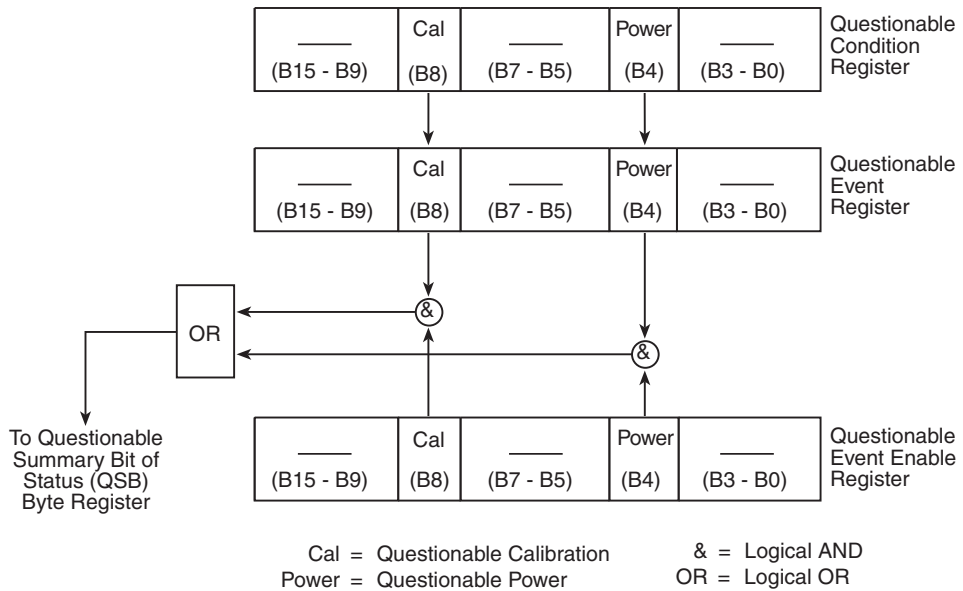 Cal
Power
(B15 - B9)
(B8)
(B7 - B5)
(B4)
(B3 - B0)
Questionable
Condition
Register
Cal
Power
(B15 - B9)
(B8)
(B7 - B5)
(B4)
(B3 - B0)
Questionable
Event
Register
&
OR
&
To Questionable
Summary Bit of
Status (QSB)
Byte Register
Cal
Power
(B15 - B9)
(B8)
(B7 - B5)
(B4)
(B3 - B0)
Questionable
Event Enable
Register
Cal = Questionable Calibration
Power = Questionable Power
& = Logical AND
OR = Logical OR